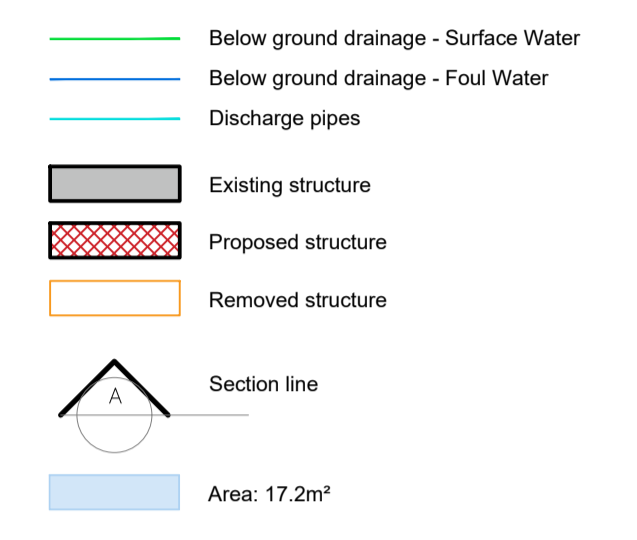 Below ground drainage - Surface Water
Below ground drainage - Foul Water
Discharge pipes
Existing structure
Proposed structure
Removed structure
A
Section line
Area: 17.2m²